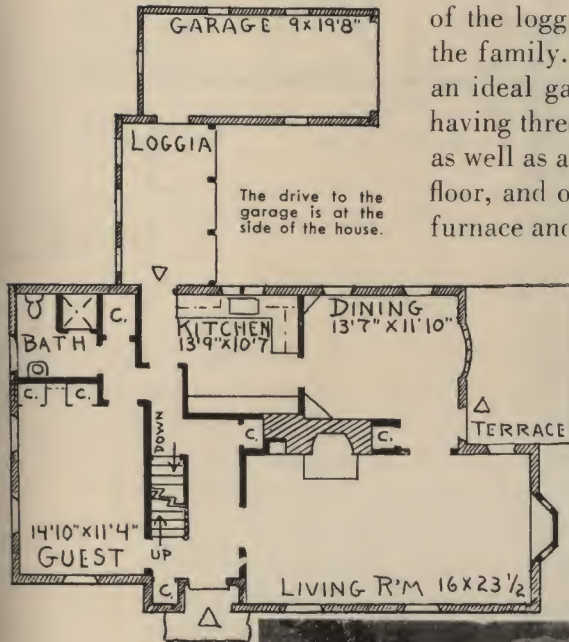 GARAGE 9X19'8"
of the logg
the family.
an ideal ga
having three
as well as a
floor, and o
furnace and
LOGGIA
The drive to the
garage is at the
side of the house.
C.
BATH
KITCHEN
13'9"X10'7
DINING
13'7"X11'10"
C. C.
C. C.
TERRACE
DOWN
UP
14'10"X11'4"
GUEST
C.
LIVING R'M 16X23½